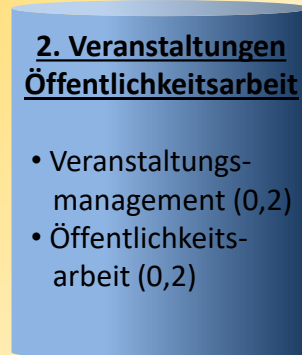 2. Veranstaltungen
Öffentlichkeitsarbeit
• Veranstaltungs-
management (0,2)
• Öffentlichkeits-
arbeit (0,2)